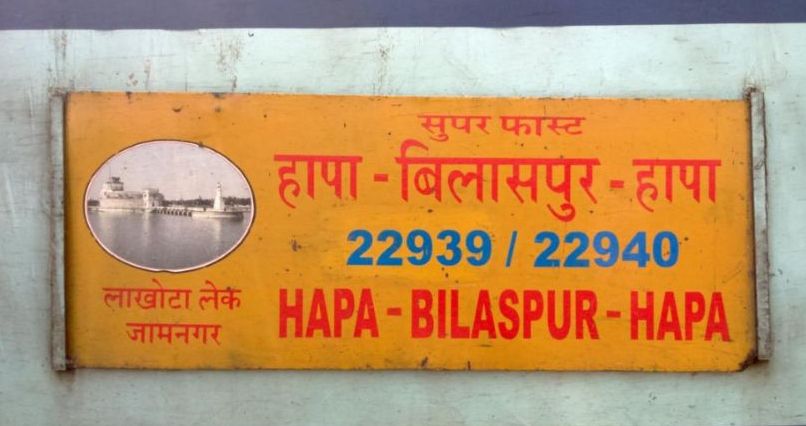 सुपर फास्ट
हापा - बिलासपुर - हापा
22939 / 22940
HAPA - BILASPUR - HAPA
लाखोटा लेक
जामनगर